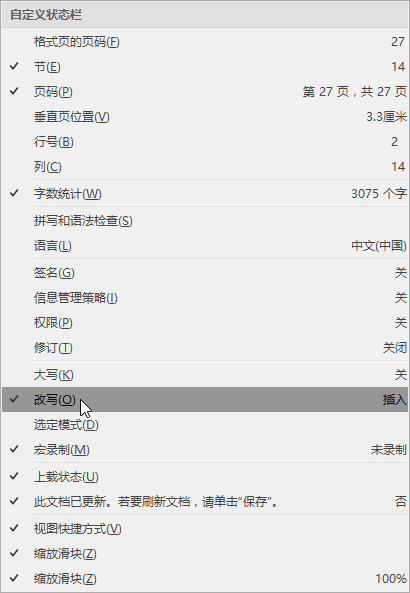 自定义状态栏
格式页的页码(F) 27
✓ 节(E) 14
✓ 页码(P) 第 27 页，共 27 页
垂直页位置(V) 3.3厘米
行号(B) 2
列(C) 14
✓ 字数统计(W) 3075 个字
拼写和语法检查(S)
语言(L) 中文(中国)
签名(G) 关
信息管理策略(I) 关
权限(P) 关
修订(T) 关闭
大写(K) 关
✓ 改写(O) 插入
选定模式(D)
✓ 宏录制(M) 未录制
✓ 上载状态(U)
✓ 此文档已更新。若要刷新文档，请单击“保存”。 否
✓ 视图快捷方式(V)
✓ 缩放滑块(Z)
✓ 缩放滑块(Z) 100%